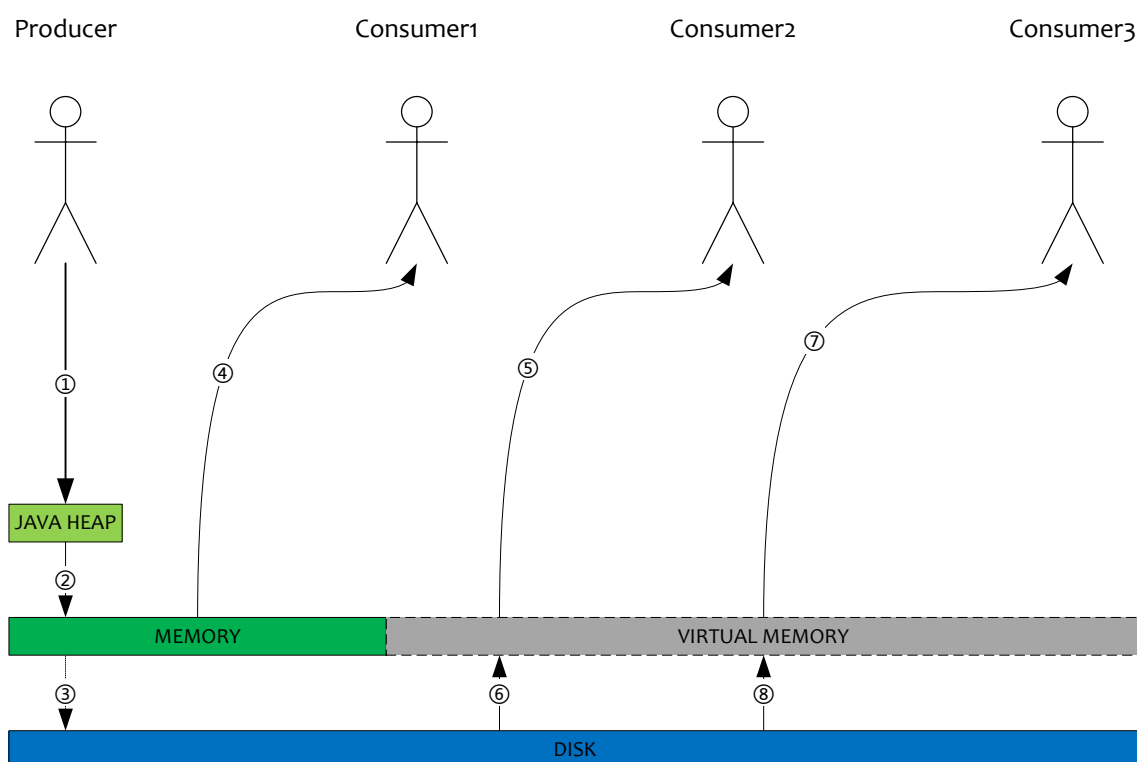 Producer
Consumer1
Consumer2
Consumer3
④
⑤
⑦
①
JAVA HEAP
②
MEMORY
VIRTUAL MEMORY
③
⑥
⑧
DISK